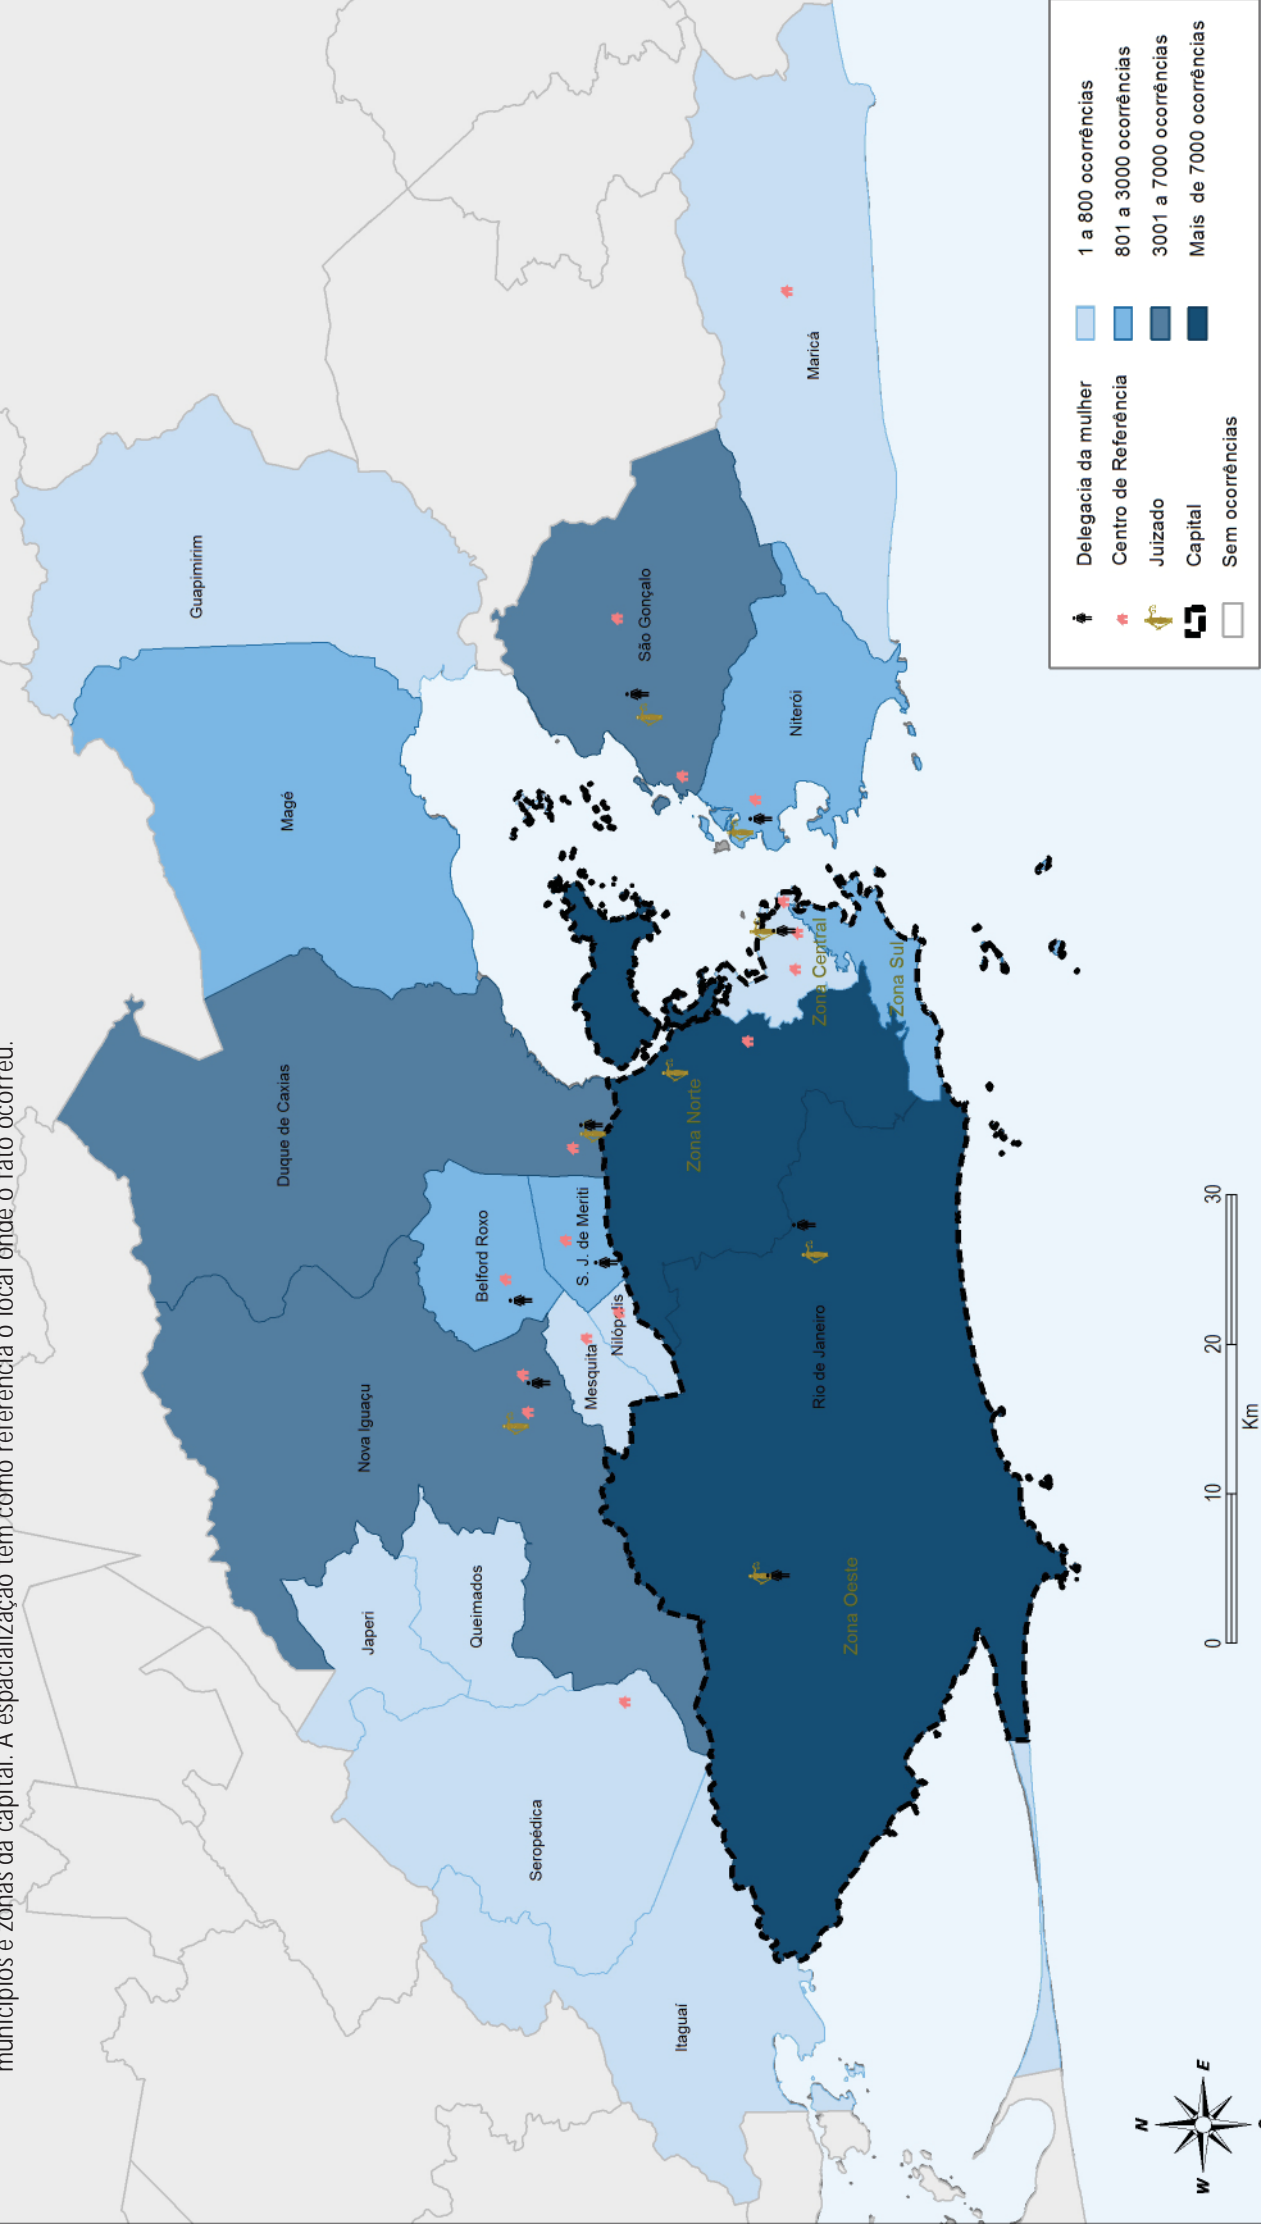 municípios e zonas da capital. A espacialização tem como referência o local onde o fato ocorreu.
Guapimirim
Magé
Duque de Caxias
Nova Iguaçu
Japeri
Queimados
Belford Roxo
S. J. de Meriti
Mesquita
Nilópolis
Seropédica
Itaguaí
São Gonçalo
Niterói
Maricá
Zona Norte
Zona Central
Zona Sul
Rio de Janeiro
Zona Oeste
0 10 20 30
Km
N
W E
Delegacia da mulher
Centro de Referência
Juizado
Capital
Sem ocorrências
1 a 800 ocorrências
801 a 3000 ocorrências
3001 a 7000 ocorrências
Mais de 7000 ocorrências